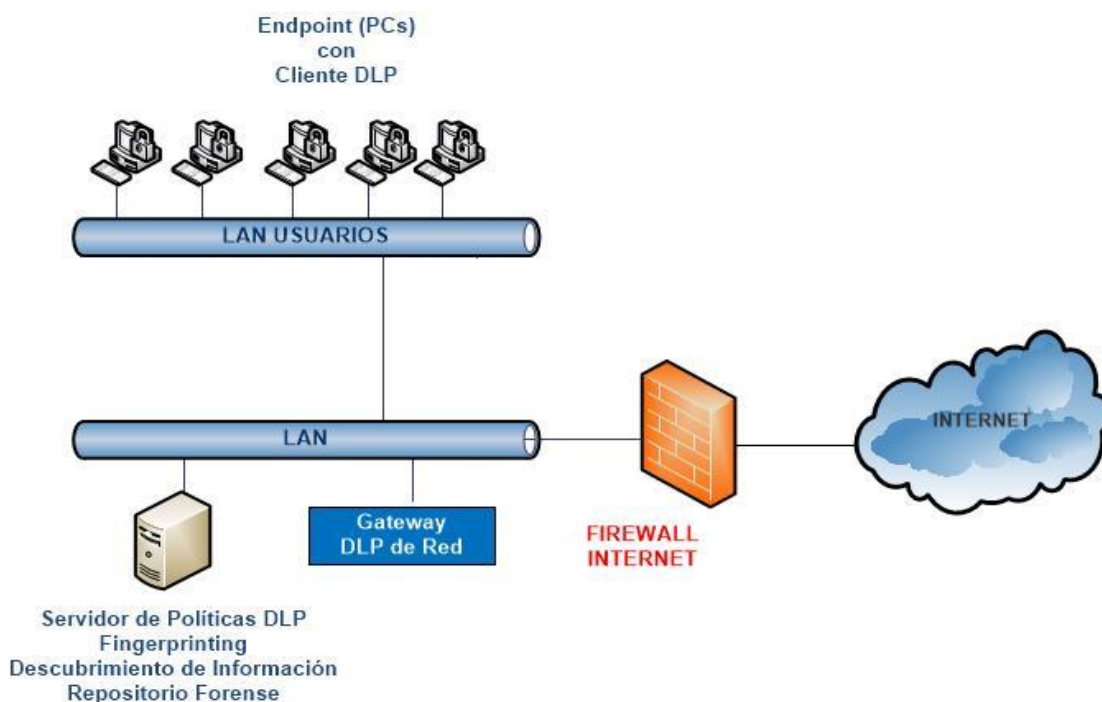 Endpoint (PCs)
con
Cliente DLP
LAN USUARIOS
LAN
INTERNET
Gateway
DLP de Red
FIREWALL
INTERNET
Servidor de Políticas DLP
Fingerprinting
Descubrimiento de Información
Repositorio Forense